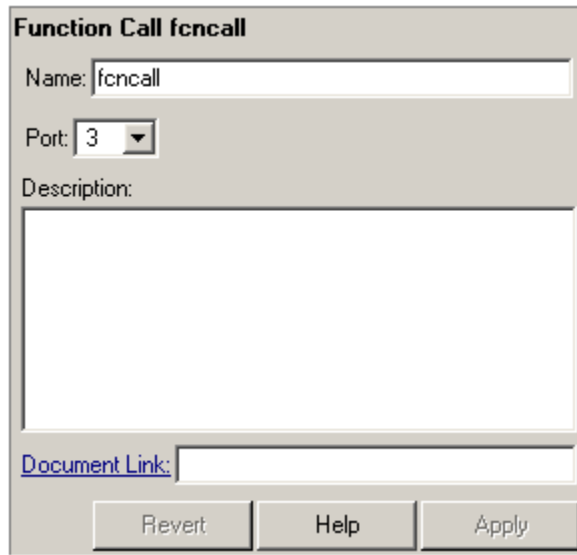 Function Call fcncall
Name: fcncall
Port: 3
Description:
Document Link:
Revert Help Apply